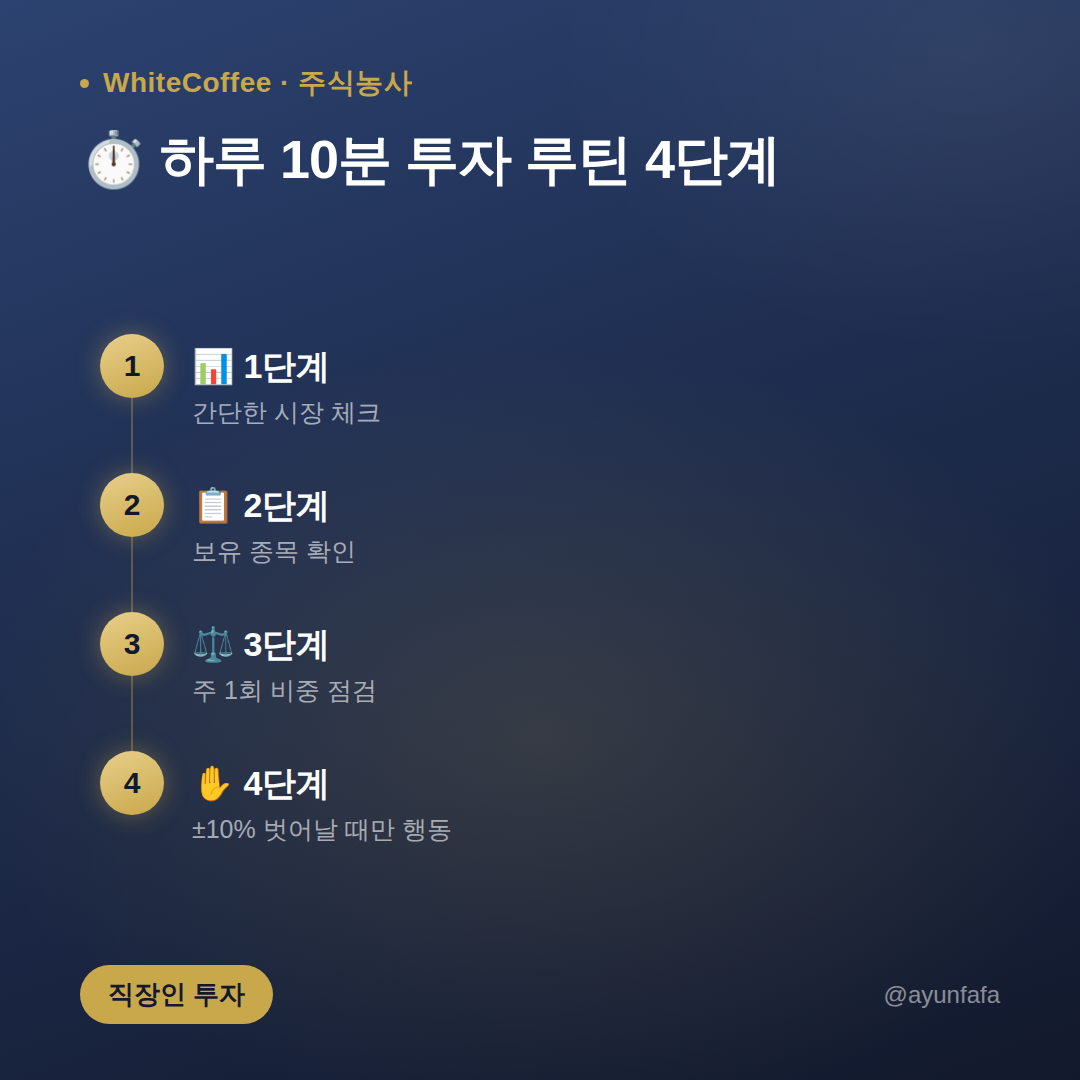 WhiteCoffee · 주식농사
⏱️ 하루 10분 투자 루틴 4단계
1
📊 1단계
간단한 시장 체크
2
📋 2단계
보유 종목 확인
3
⚖️ 3단계
주 1회 비중 점검
4
✋ 4단계
±10% 벗어날 때만 행동
직장인 투자
@ayunfafa